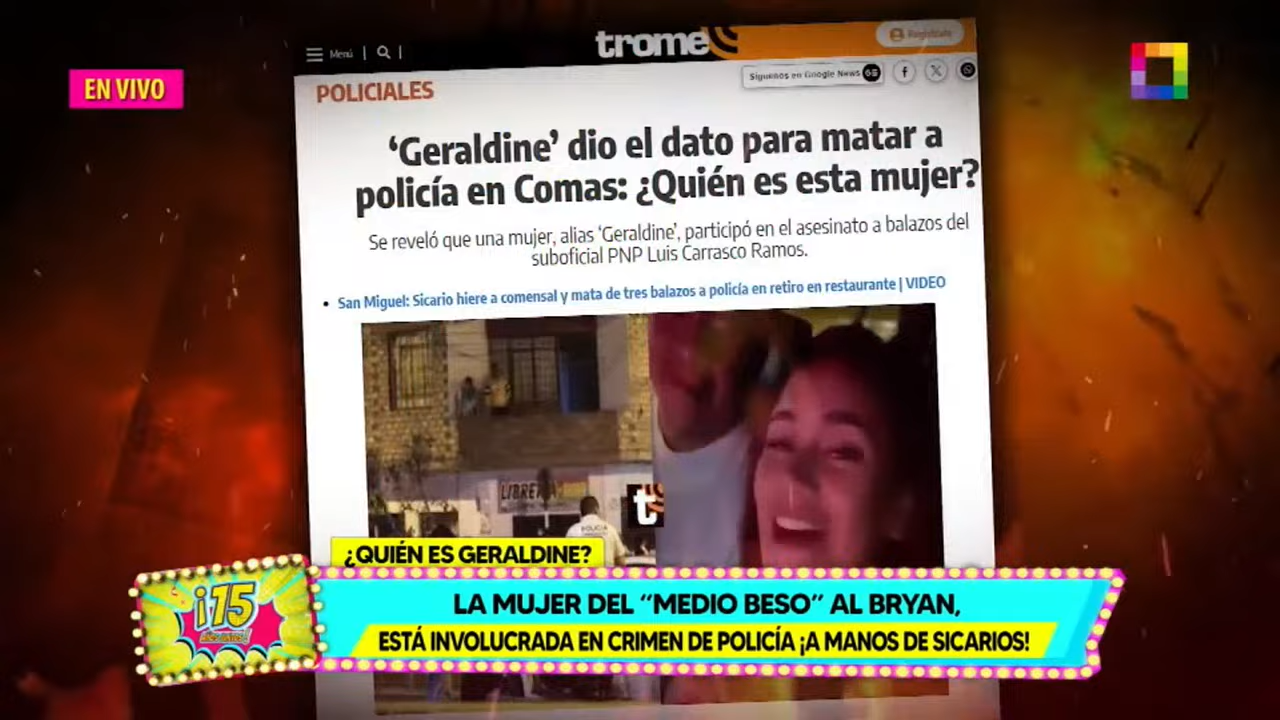 EN VIVO
Menú
trome
Regístrate
Síguenos en Google News
POLICIALES
‘Geraldine’ dio el dato para matar a
policía en Comas: ¿Quién es esta mujer?
Se reveló que una mujer, alias ‘Geraldine’, participó en el asesinato a balazos del
suboficial PNP Luis Carrasco Ramos.
• San Miguel: Sicario hiere a comensal y mata de tres balazos a policía en retiro en restaurante | VIDEO
POLICIA
t
¿QUIÉN ES GERALDINE?
¡15
LA MUJER DEL “MEDIO BESO” AL BRYAN,
ESTÁ INVOLUCRADA EN CRIMEN DE POLICÍA ¡A MANOS DE SICARIOS!